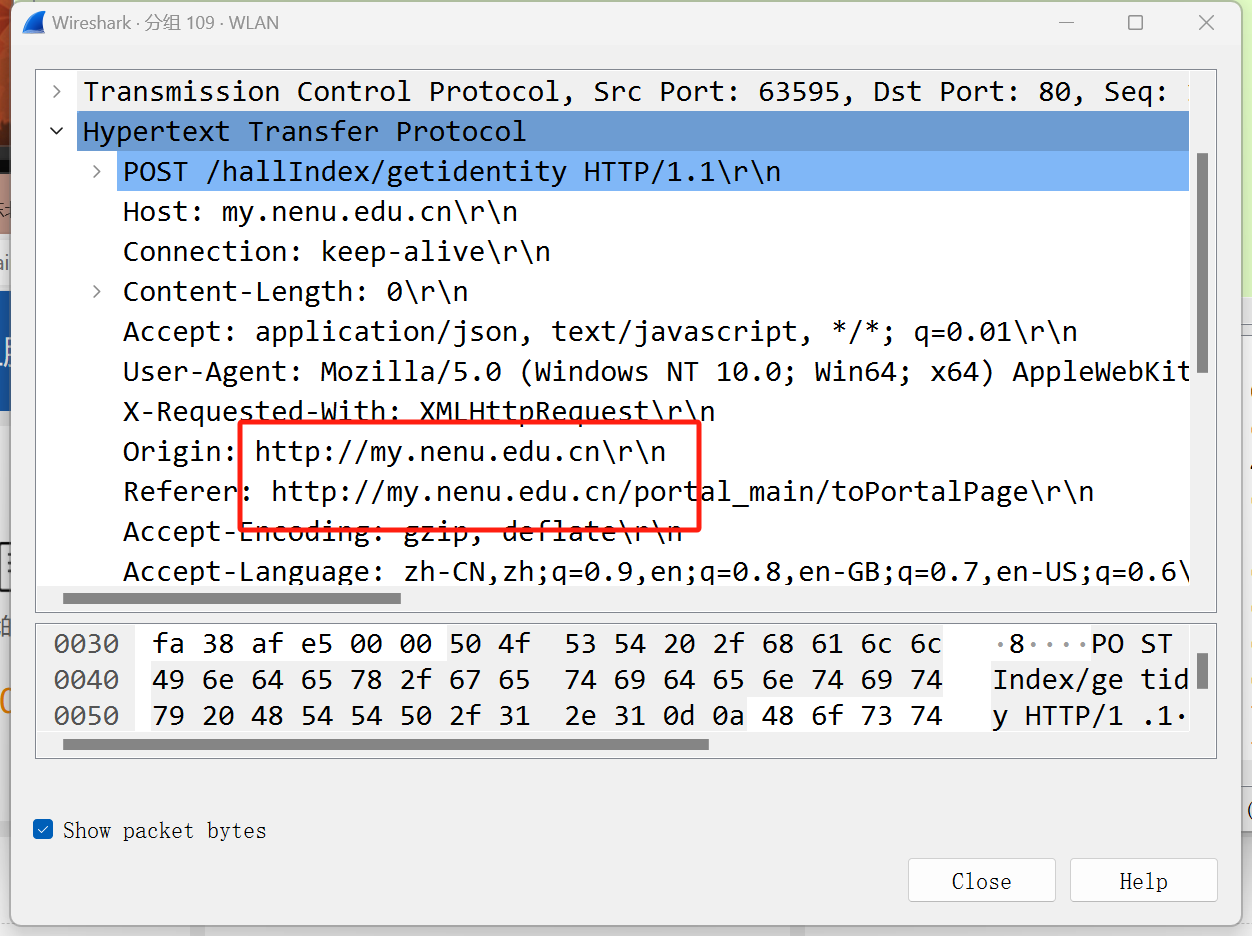 Wireshark · 分组 109 · WLAN
Transmission Control Protocol, Src Port: 63595, Dst Port: 80, Seq:
Hypertext Transfer Protocol
POST /hallIndex/getidentity HTTP/1.1\r\n
Host: my.nenu.edu.cn\r\n
Connection: keep-alive\r\n
Content-Length: 0\r\n
Accept: application/json, text/javascript, */*; q=0.01\r\n
User-Agent: Mozilla/5.0 (Windows NT 10.0; Win64; x64) AppleWebKit
X-Requested-With: XMLHttpRequest\r\n
Origin: http://my.nenu.edu.cn\r\n
Referer: http://my.nenu.edu.cn/portal_main/toPortalPage\r\n
Accept-Encoding: gzip, deflate\r\n
Accept-Language: zh-CN,zh;q=0.9,en;q=0.8,en-GB;q=0.7,en-US;q=0.6\
0030 fa 38 af e5 00 00 50 4f 53 54 20 2f 68 61 6c 6c ·8····PO ST
0040 49 6e 64 65 78 2f 67 65 74 69 64 65 6e 74 69 74 Index/ge tid
0050 79 20 48 54 54 50 2f 31 2e 31 0d 0a 48 6f 73 74 y HTTP/1 .1·
Show packet bytes
Close Help